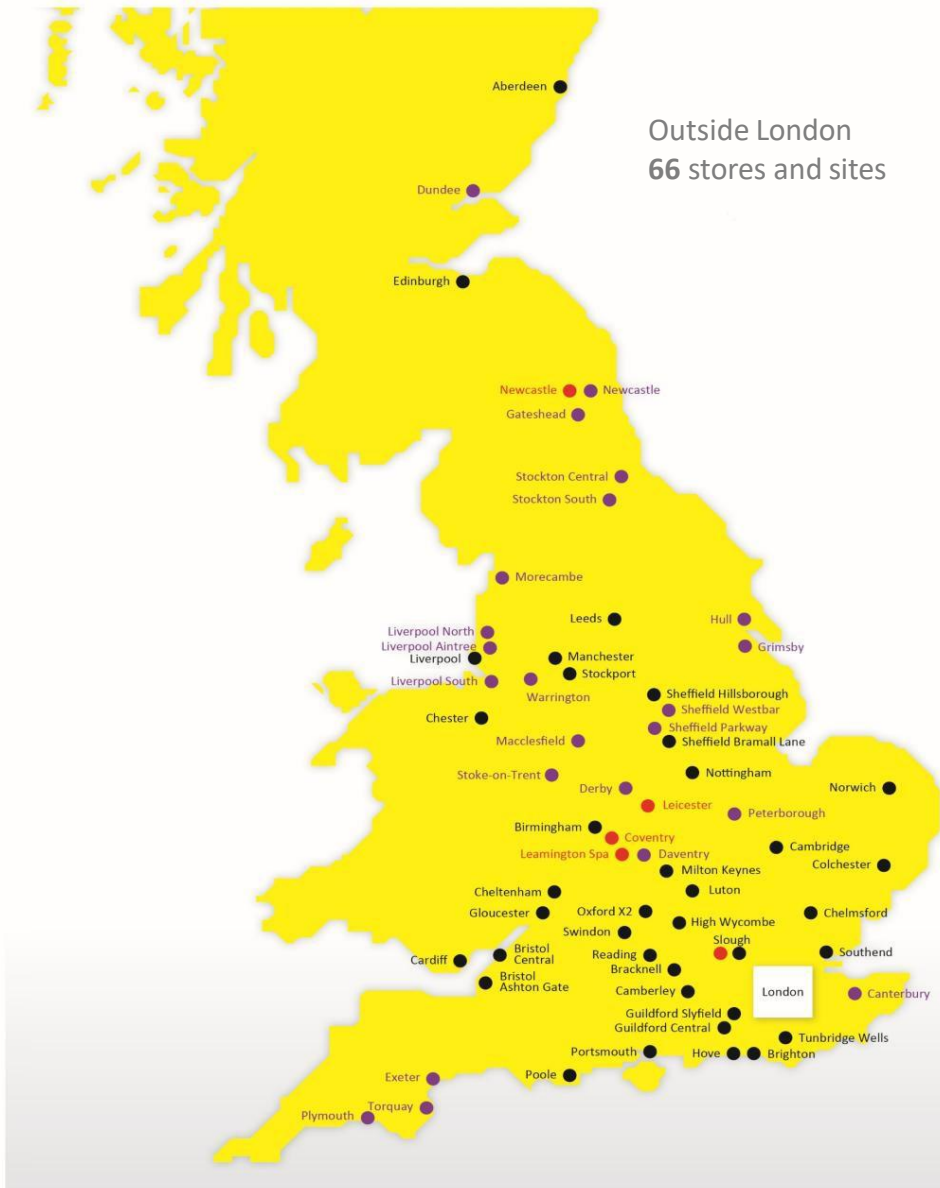 Aberdeen
Outside London
66 stores and sites
Dundee
Edinburgh
Newcastle
Newcastle
Gateshead
Stockton Central
Stockton South
Morecambe
Leeds
Hull
Liverpool North
Liverpool Aintree
Grimsby
Liverpool
Manchester
Stockport
Liverpool South
Warrington
Sheffield Hillsborough
Sheffield Westbar
Chester
Sheffield Parkway
Macclesfield
Sheffield Bramall Lane
Stoke-on-Trent
Nottingham
Derby
Norwich
Leicester
Peterborough
Birmingham
Coventry
Cambridge
Leamington Spa
Daventry
Colchester
Milton Keynes
Cheltenham
Luton
Gloucester
Oxford X2
Chelmsford
High Wycombe
Swindon
Slough
Bristol
Central
Cardiff
Reading
Southend
Bracknell
Bristol
Ashton Gate
Camberley
London
Canterbury
Guildford Slyfield
Guildford Central
Tunbridge Wells
Portsmouth
Hove
Brighton
Poole
Exeter
Torquay
Plymouth